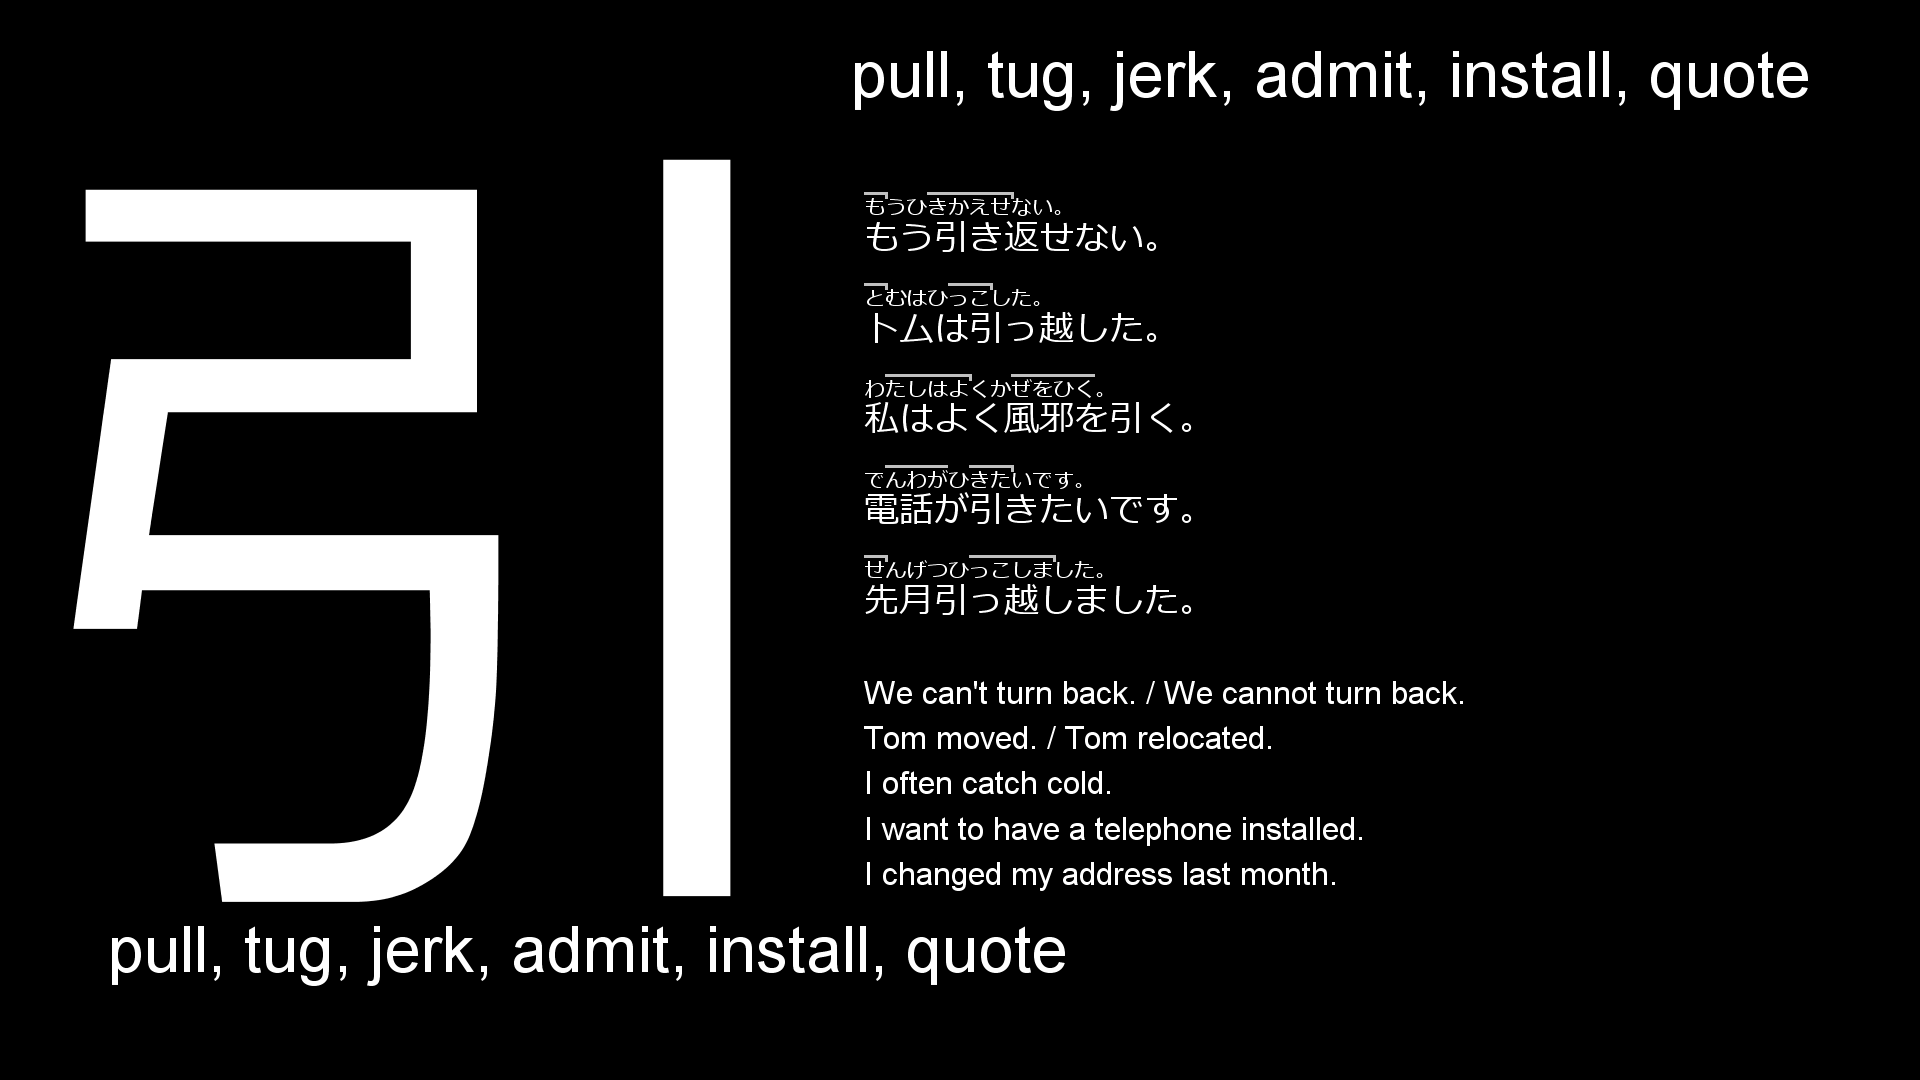 引
pull, tug, jerk, admit, install, quote
pull, tug, jerk, admit, install, quote
もうひきかえせない。
もう引き返せない。
とむはひっこした。
トムは引っ越した。
わたしはよくかぜをひく。
私はよく風邪を引く。
でんわがひきたいです。
電話が引きたいです。
せんげつひっこしました。
先月引っ越しました。
We can't turn back. / We cannot turn back.
Tom moved. / Tom relocated.
I often catch cold.
I want to have a telephone installed.
I changed my address last month.